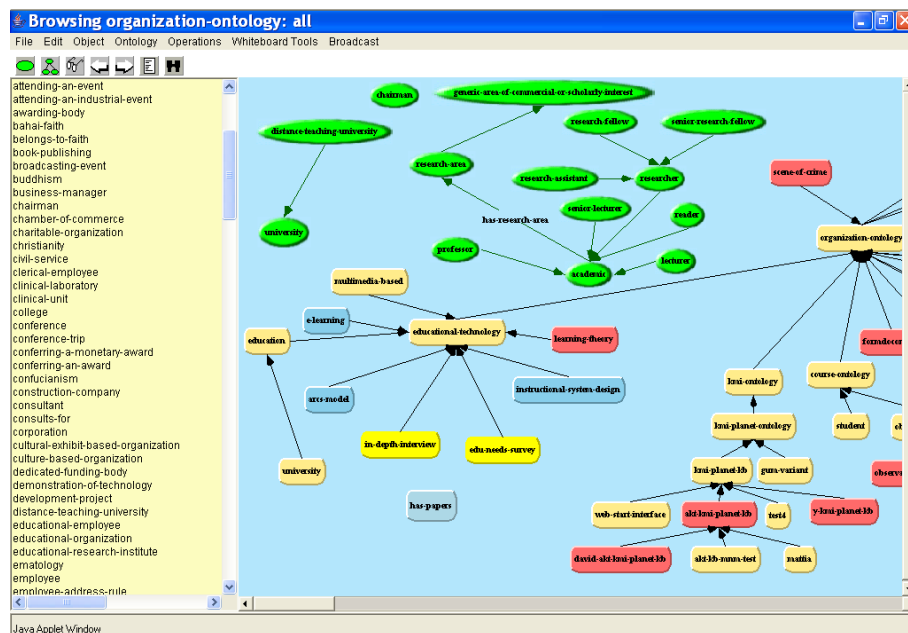 Browsing organization-ontology: all
File Edit Object Ontology Operations Whiteboard Tools Broadcast
attending-an-event
attending-an-industrial-event
awarding-body
bahai-faith
belongs-to-faith
book-publishing
broadcasting-event
buddhism
business-manager
chairman
chamber-of-commerce
charitable-organization
christianity
civil-service
clerical-employee
clinical-laboratory
clinical-unit
college
conference
conference-trip
conferring-a-monetary-award
conferring-an-award
confucianism
construction-company
consultant
consults-for
corporation
cultural-exhibit-based-organization
culture-based-organization
dedicated-funding-body
demonstration-of-technology
development-project
distance-teaching-university
educational-employee
educational-organization
educational-research-institute
ematology
employee
employee-address-rule
chairman
generic-area-of-commercial-or-scholarly-interest
distance-teaching-university
research-fellow
senior-research-fellow
research-area
research-assistant
researcher
scene-of-crime
senior-lecturer
reader
has-research-area
university
organization-ontology
professor
lecturer
academic
multimedia-based
e-learning
education
educational-technology
learning-theory
kmi-ontology
course-ontology
arcs-model
instructional-system-design
kmi-planet-ontology
student
in-depth-interview
edu-needs-survey
university
kmi-planet-kb
guru-variant
observa
has-papers
web-start-interface
akt-kmi-planet-kb
test4
y-kmi-planet-kb
david-akt-kmi-planet-kb
akt-kb-mnm-test
mattia
Java Applet Window